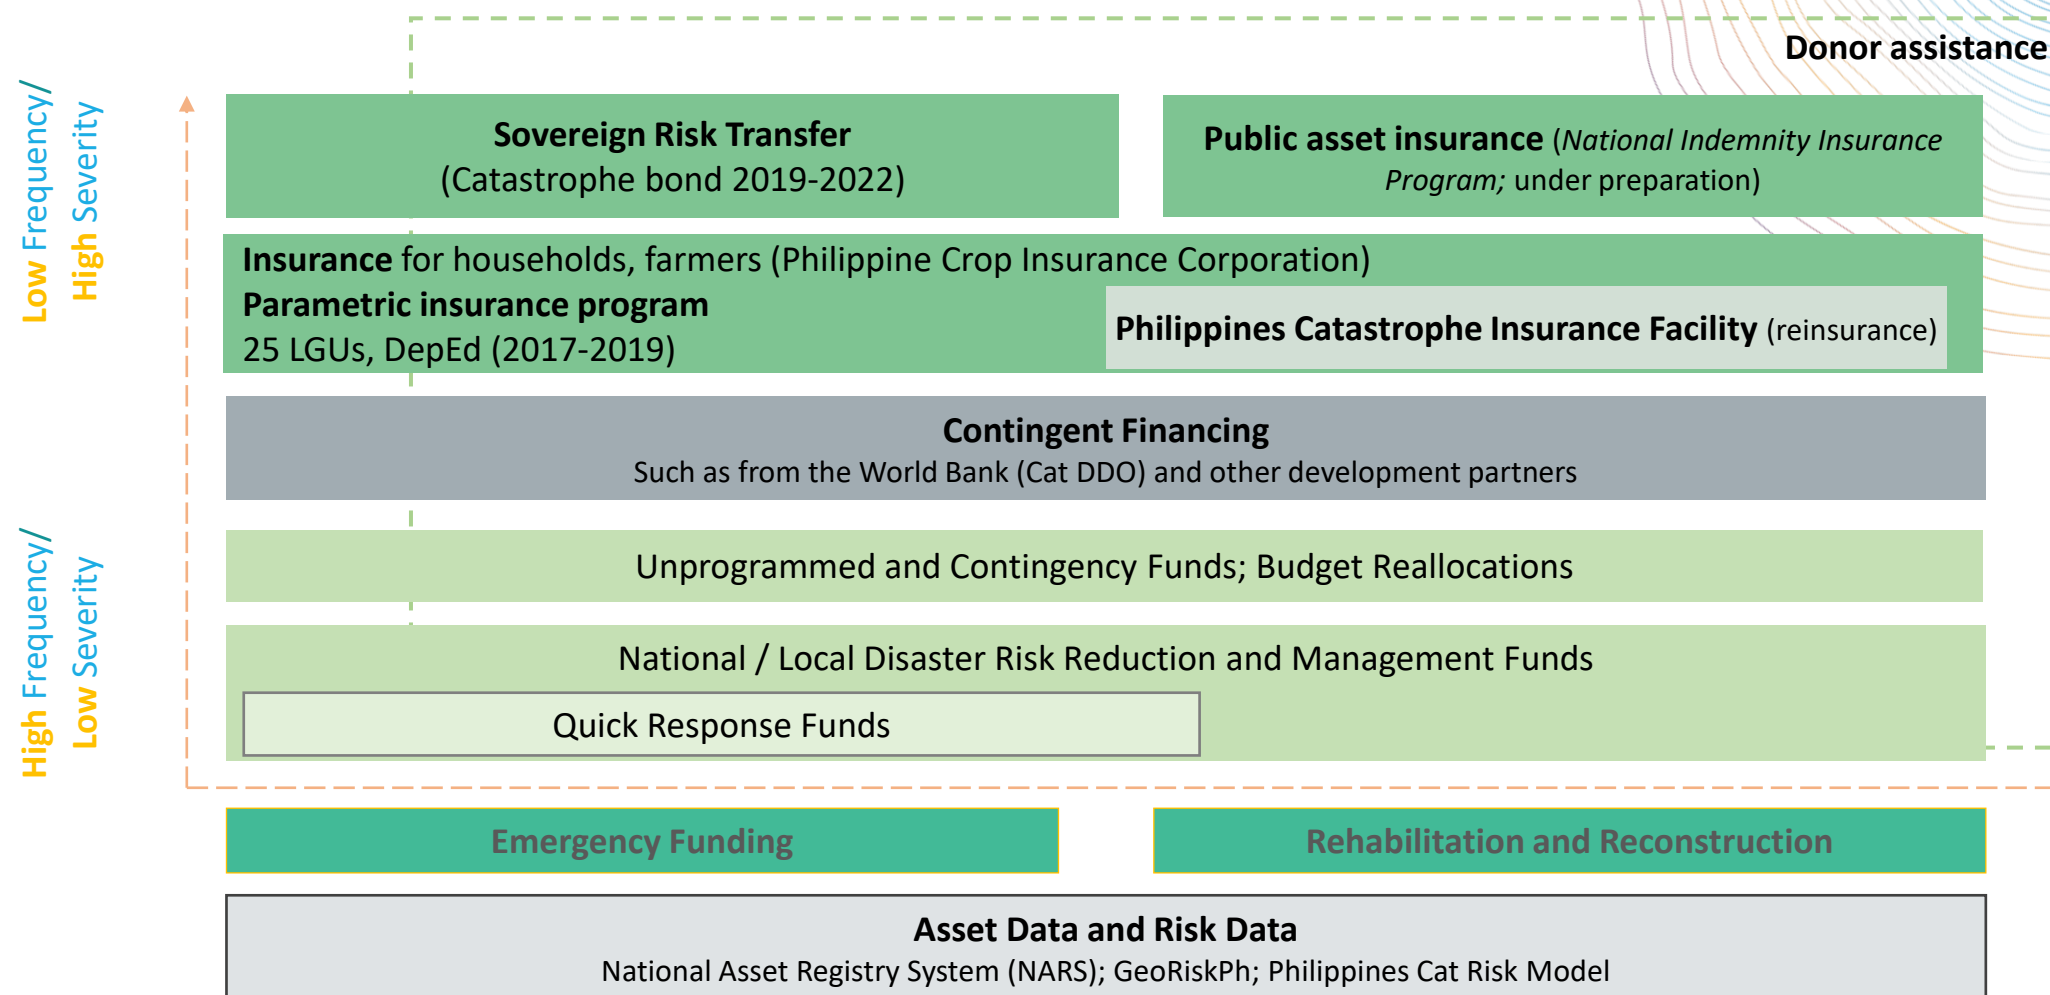 Donor assistance
Low Frequency/
High Severity
Sovereign Risk Transfer
(Catastrophe bond 2019-2022)
Public asset insurance (National Indemnity Insurance
Program; under preparation)
Insurance for households, farmers (Philippine Crop Insurance Corporation)
Parametric insurance program
25 LGUs, DepEd (2017-2019)
Philippines Catastrophe Insurance Facility (reinsurance)
Contingent Financing
Such as from the World Bank (Cat DDO) and other development partners
High Frequency/
Low Severity
Unprogrammed and Contingency Funds; Budget Reallocations
National / Local Disaster Risk Reduction and Management Funds
Quick Response Funds
Emergency Funding
Rehabilitation and Reconstruction
Asset Data and Risk Data
National Asset Registry System (NARS); GeoRiskPh; Philippines Cat Risk Model